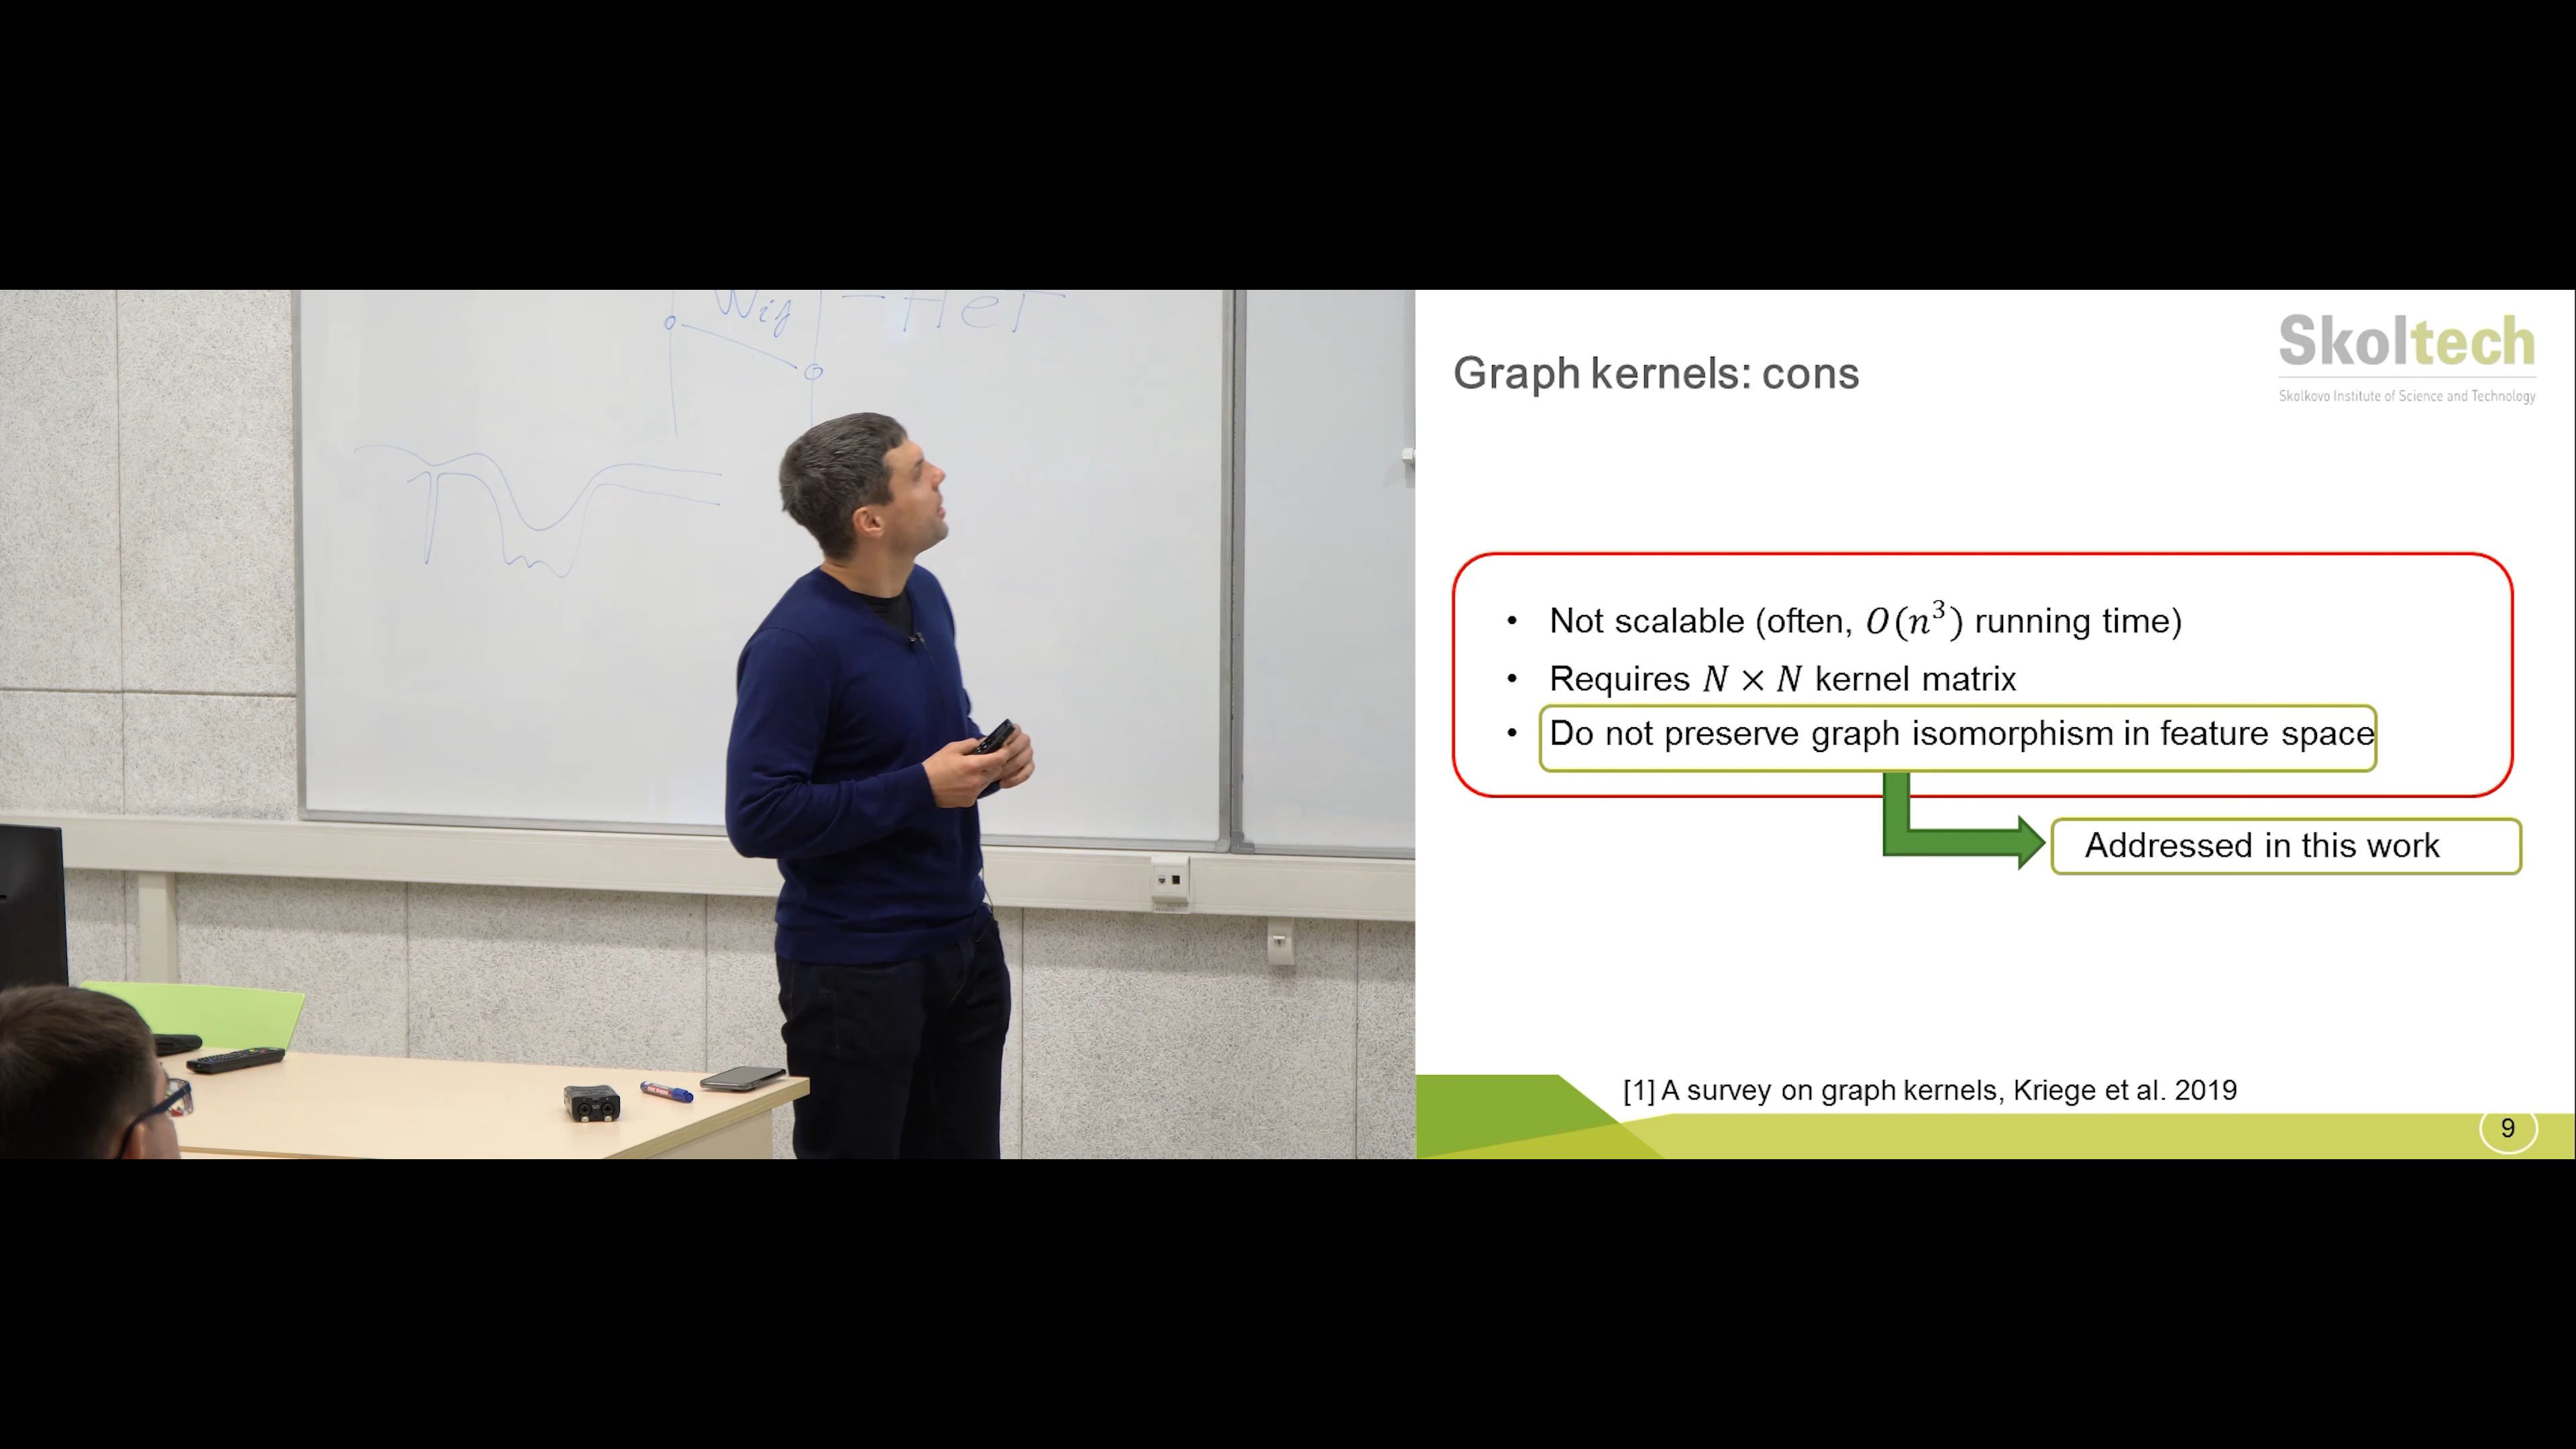 Wij
Skoltech
Skolkovo Institute of Science and Technology
Graph kernels: cons
• Not scalable (often, O(n³) running time)
• Requires N × N kernel matrix
• Do not preserve graph isomorphism in feature space
Addressed in this work
[1] A survey on graph kernels, Kriege et al. 2019
9